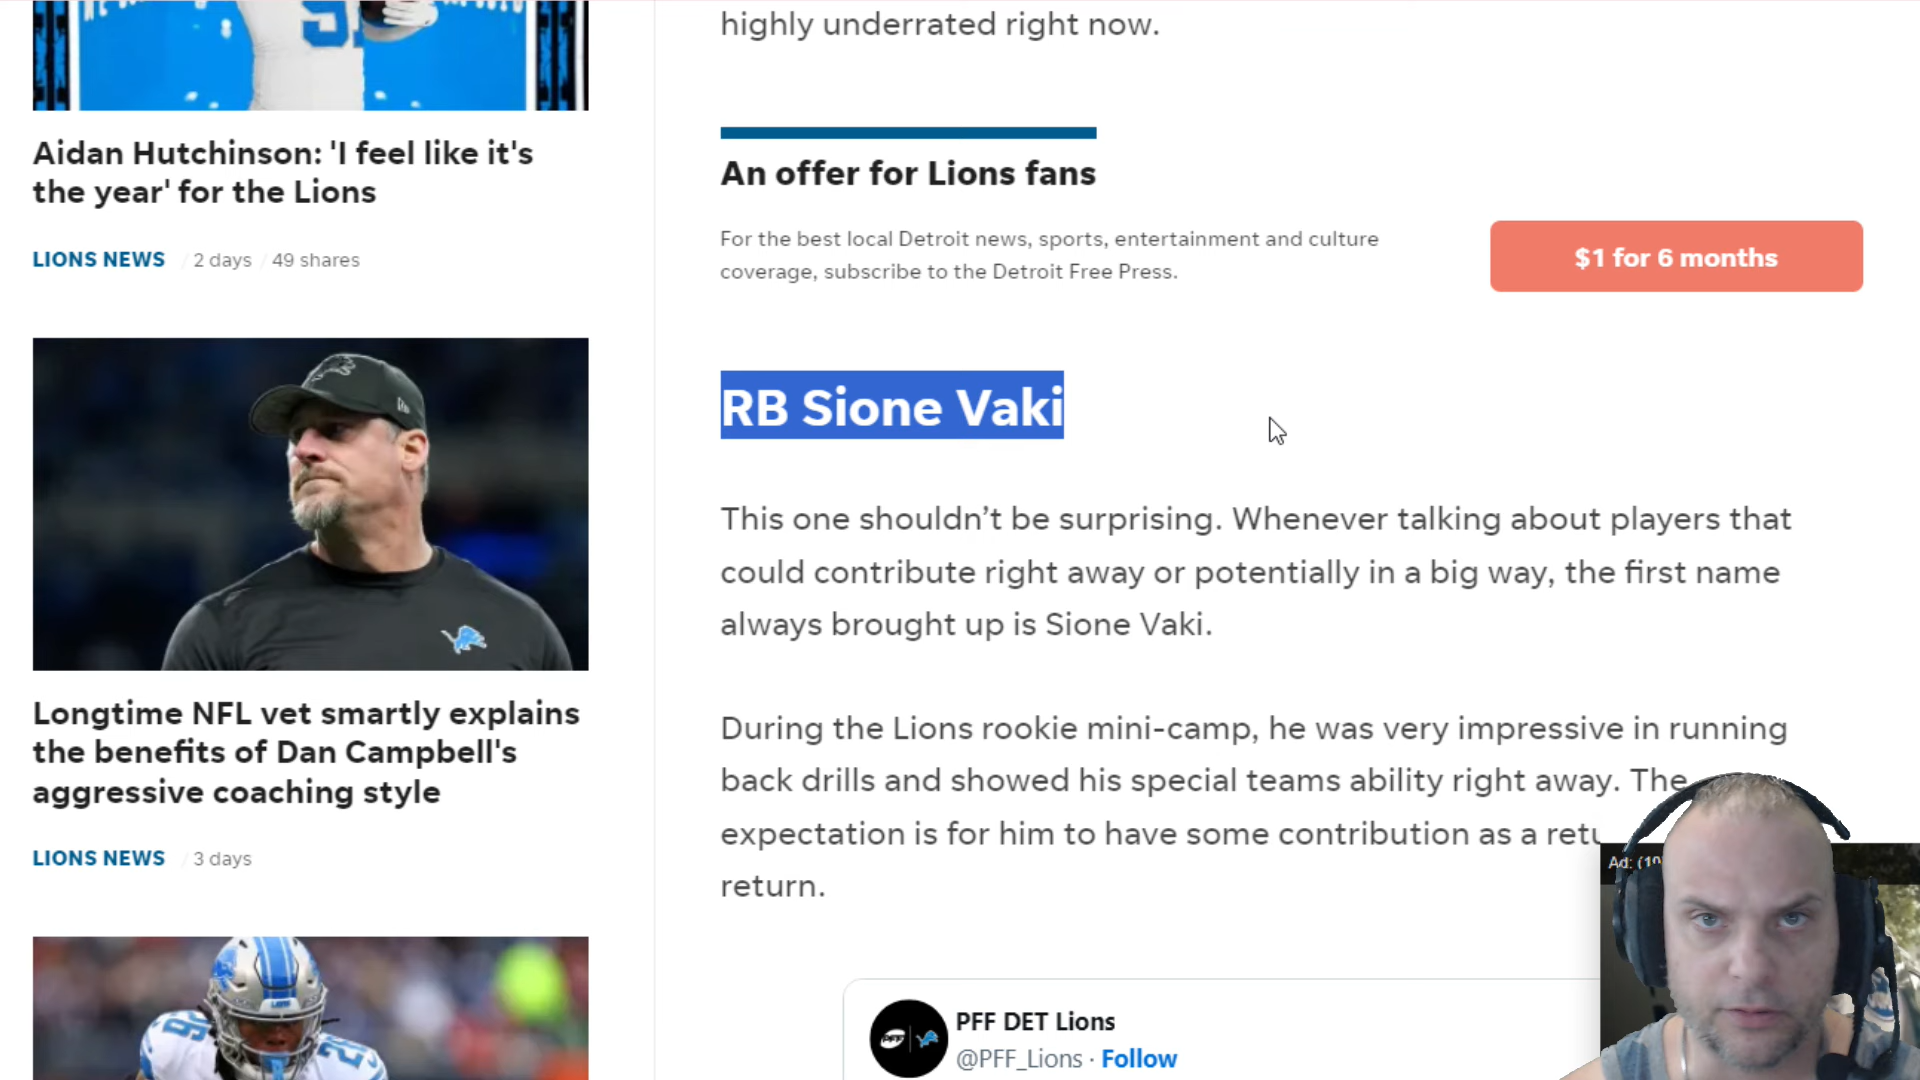 highly underrated right now.
Aidan Hutchinson: 'I feel like it's
the year' for the Lions
LIONS NEWS / 2 days / 49 shares
An offer for Lions fans
For the best local Detroit news, sports, entertainment and culture
coverage, subscribe to the Detroit Free Press.
$1 for 6 months
RB Sione Vaki
This one shouldn’t be surprising. Whenever talking about players that
could contribute right away or potentially in a big way, the first name
always brought up is Sione Vaki.
During the Lions rookie mini-camp, he was very impressive in running
back drills and showed his special teams ability right away. The
expectation is for him to have some contribution as a
return.
Longtime NFL vet smartly explains
the benefits of Dan Campbell's
aggressive coaching style
LIONS NEWS / 3 days
Ad:
PFF DET Lions
@PFF_Lions · Follow